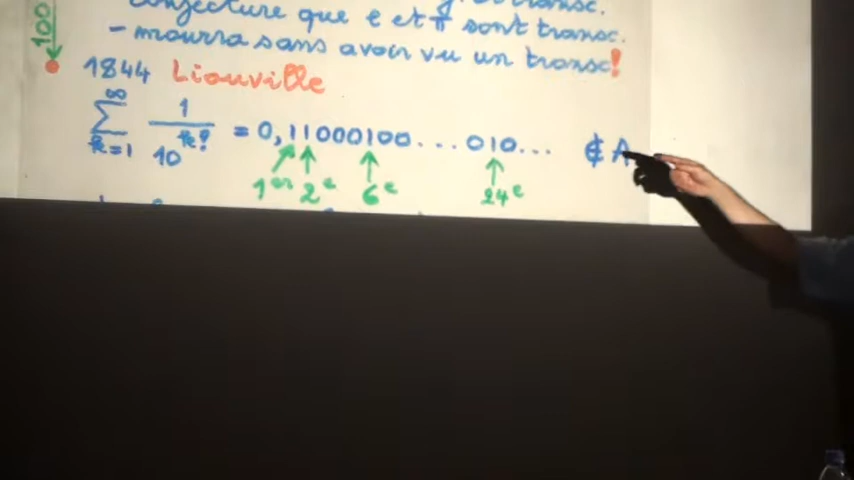 conjecture que e et π sont transc.
- mourra sans avoir vu un transc!
100
1844 Liouville
∞
∑ 1/10^{k!} = 0,11000100...010... ∉ A
k=1
1er 2e 6e 24e